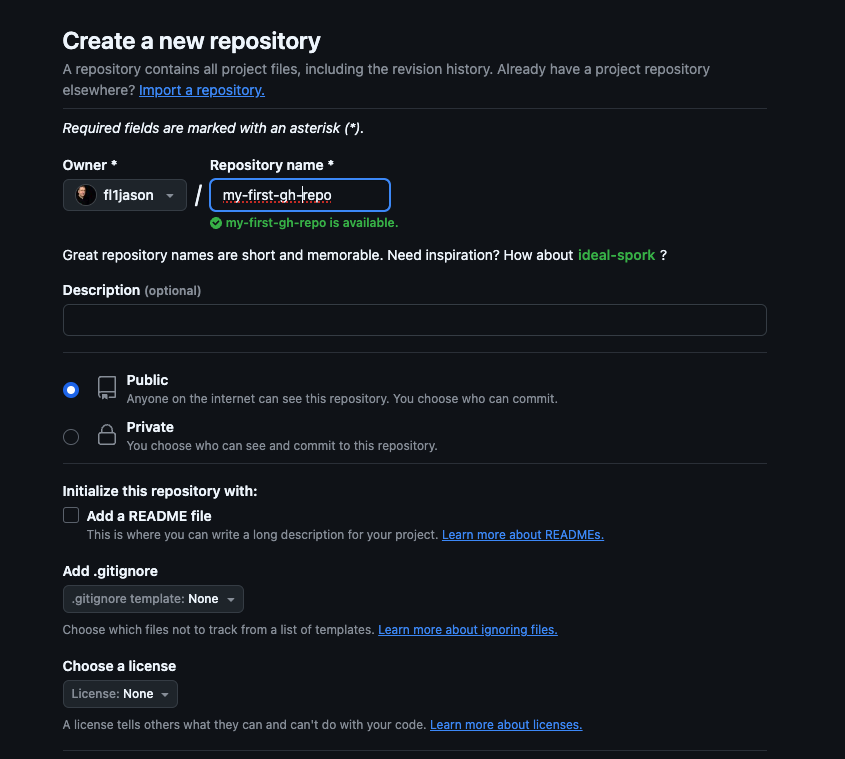 Create a new repository
A repository contains all project files, including the revision history. Already have a project repository
elsewhere? Import a repository.
Required fields are marked with an asterisk (*).
Owner * Repository name *
fl1jason / my-first-gh-repo
my-first-gh-repo is available.
Great repository names are short and memorable. Need inspiration? How about ideal-spork ?
Description (optional)
Public
Anyone on the internet can see this repository. You choose who can commit.
Private
You choose who can see and commit to this repository.
Initialize this repository with:
Add a README file
This is where you can write a long description for your project. Learn more about READMEs.
Add .gitignore
.gitignore template: None
Choose which files not to track from a list of templates. Learn more about ignoring files.
Choose a license
License: None
A license tells others what they can and can't do with your code. Learn more about licenses.